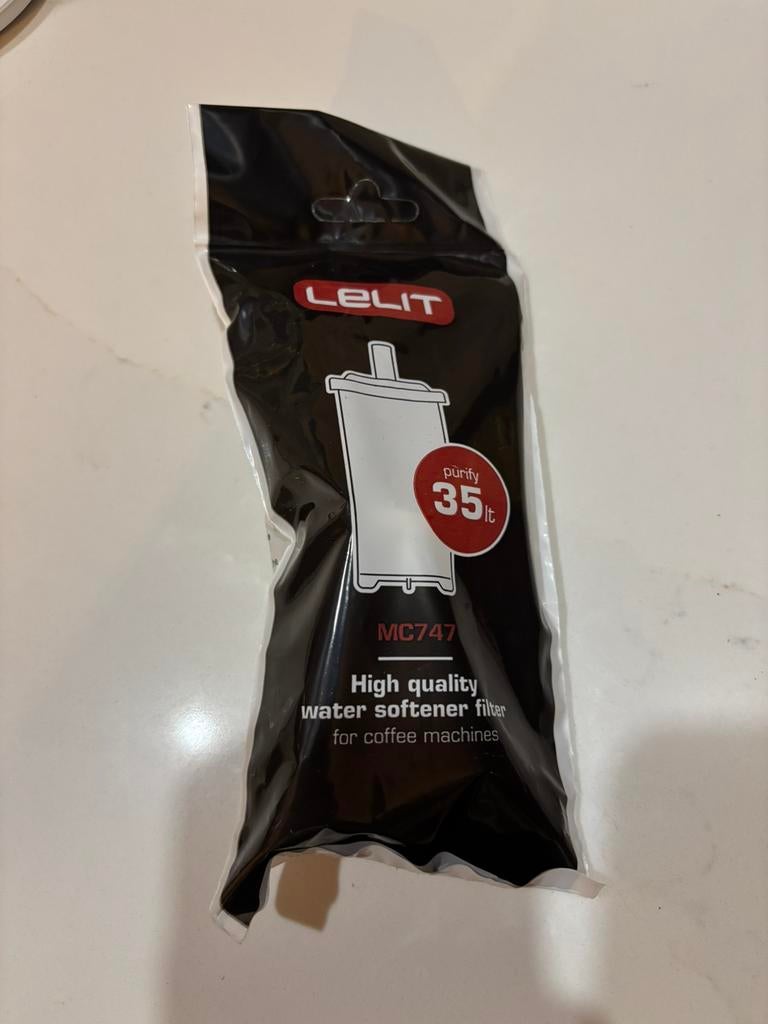 LELIT
pürify
35lt
MC747
High quality
water softener filter
for coffee machines